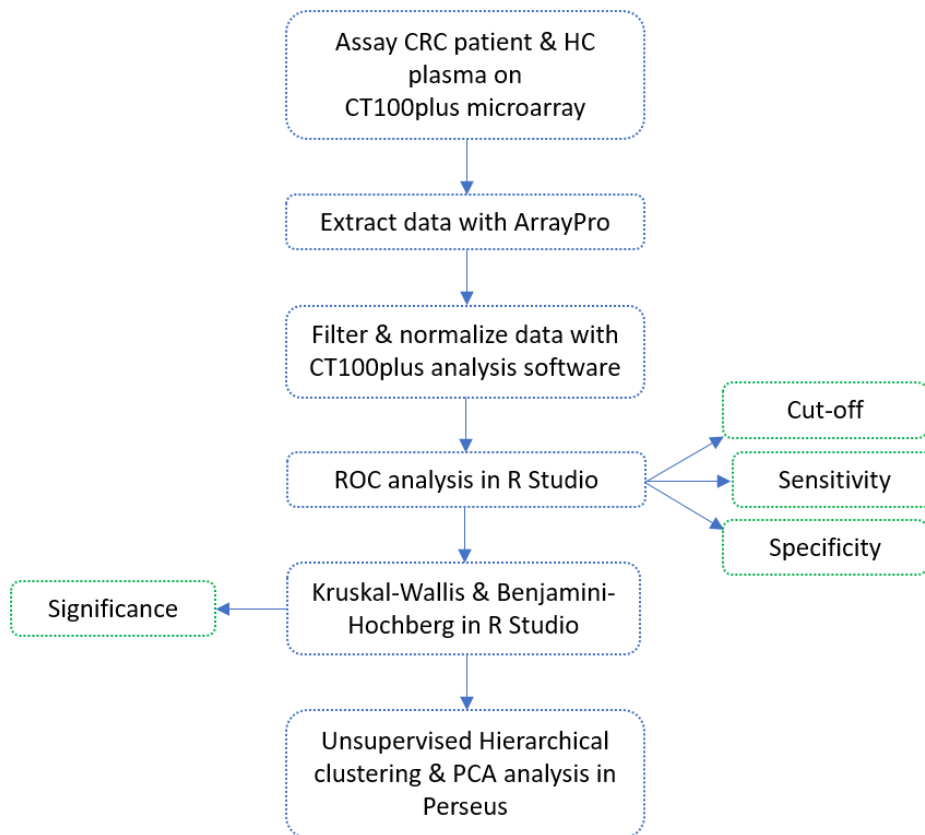 Assay CRC patient & HC
plasma on
CT100plus microarray
Extract data with ArrayPro
Filter & normalize data with
CT100plus analysis software
Cut-off
ROC analysis in R Studio
Sensitivity
Specificity
Significance
Kruskal-Wallis & Benjamini-
Hochberg in R Studio
Unsupervised Hierarchical
clustering & PCA analysis in
Perseus